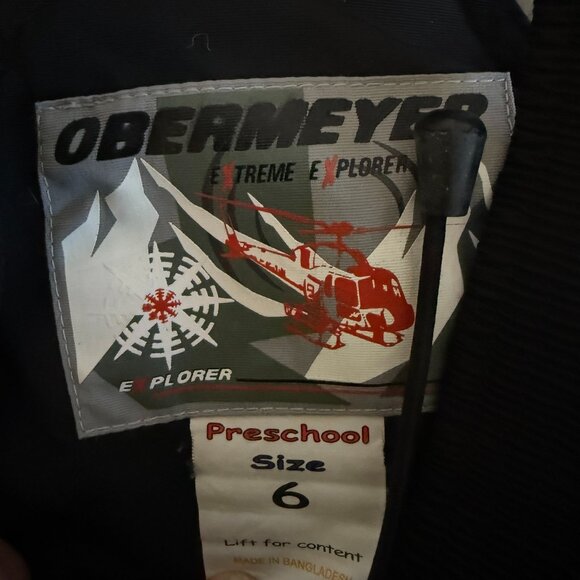 OBERMEYER
EXTREME EXPLORER
EXPLORER
Preschool
Size
6
Lift for content
MADE IN BANGLADESH